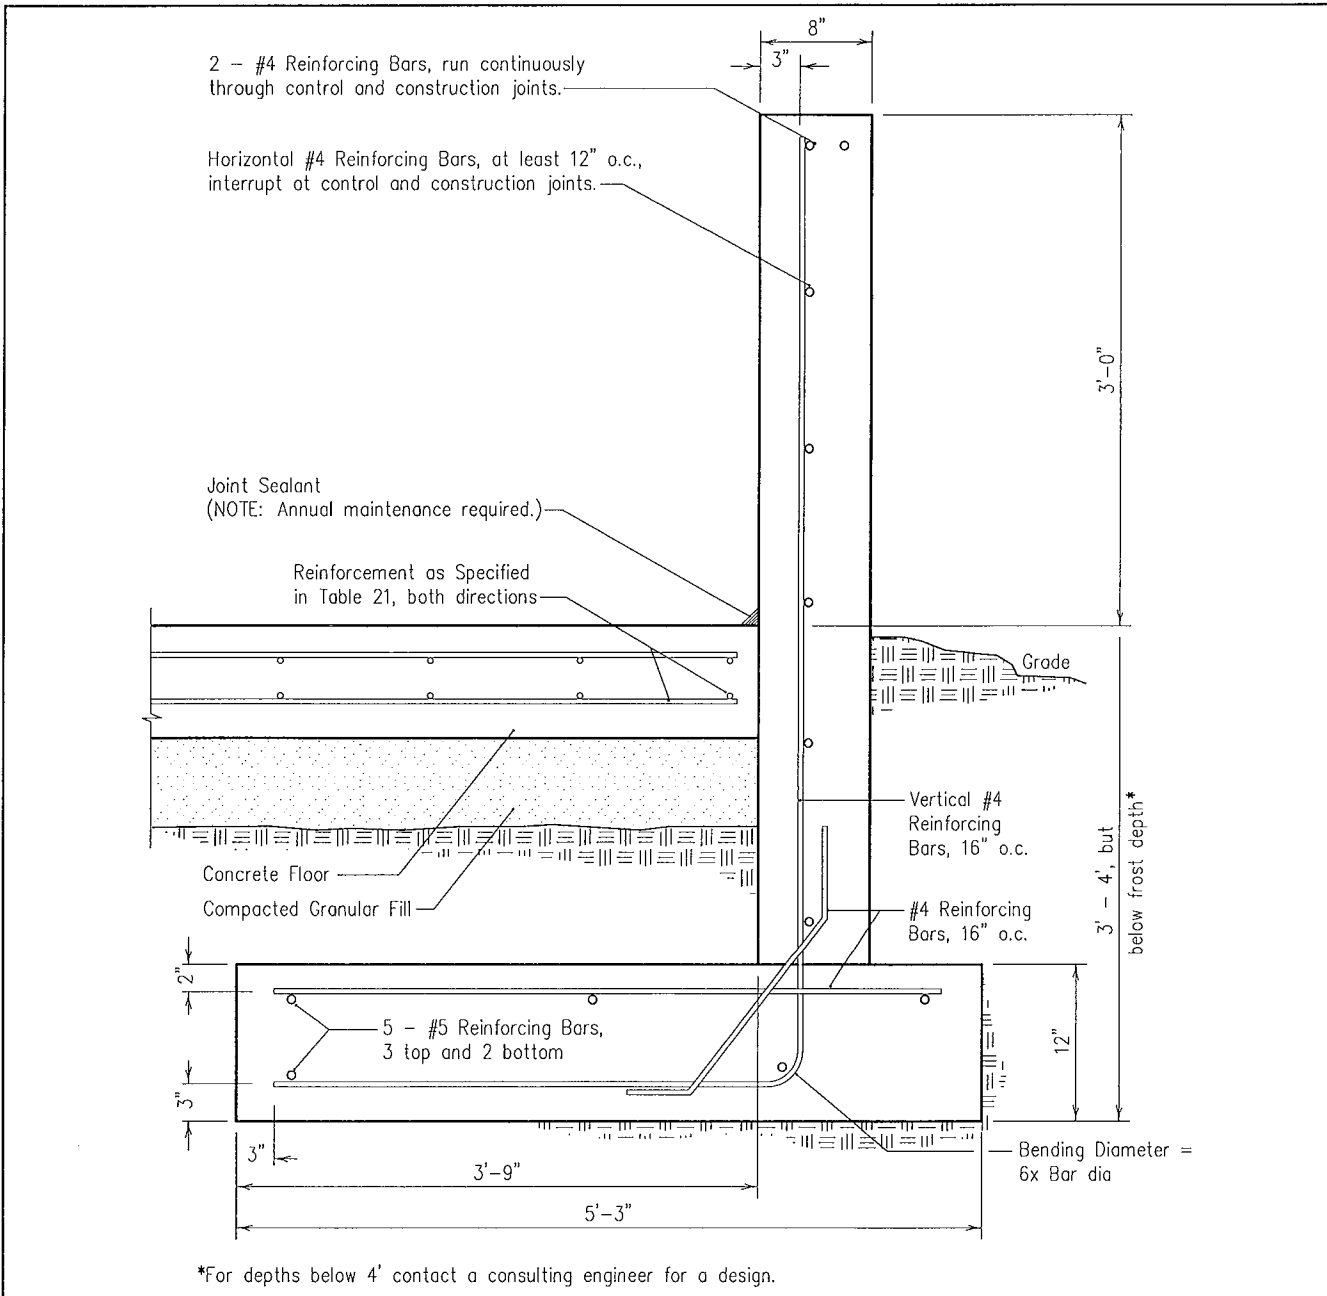 8"
3"
2 - #4 Reinforcing Bars, run continuously
through control and construction joints.
Horizontal #4 Reinforcing Bars, at least 12" o.c.,
interrupt at control and construction joints.
3'-0"
Joint Sealant
(NOTE: Annual maintenance required.)
Reinforcement as Specified
in Table 21, both directions
Grade
Vertical #4
Reinforcing
Bars, 16" o.c.
3' - 4', but
below frost depth*
Concrete Floor
Compacted Granular Fill
#4 Reinforcing
Bars, 16" o.c.
2"
5 - #5 Reinforcing Bars,
3 top and 2 bottom
12"
3"
3"
3'-9"
Bending Diameter =
6x Bar dia
5'-3"
*For depths below 4' contact a consulting engineer for a design.